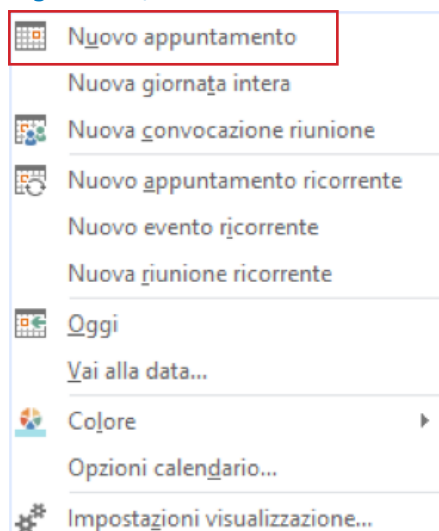 Nuovo appuntamento
Nuova giornata intera
Nuova convocazione riunione
Nuovo appuntamento ricorrente
Nuovo evento ricorrente
Nuova riunione ricorrente
Oggi
Vai alla data...
Colore
Opzioni calendario...
Impostazioni visualizzazione...